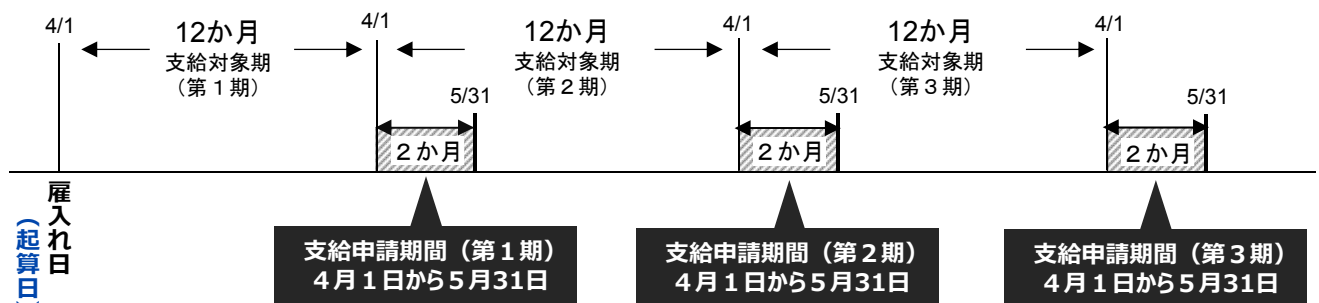 4/1
12か月
支給対象期
（第１期）
4/1
12か月
支給対象期
（第２期）
4/1
12か月
支給対象期
（第３期）
4/1
5/31
5/31
5/31
２か月
２か月
２か月
雇入れ日
（起算日）
支給申請期間（第１期）
４月１日から５月31日
支給申請期間（第２期）
４月１日から５月31日
支給申請期間（第３期）
４月１日から５月31日